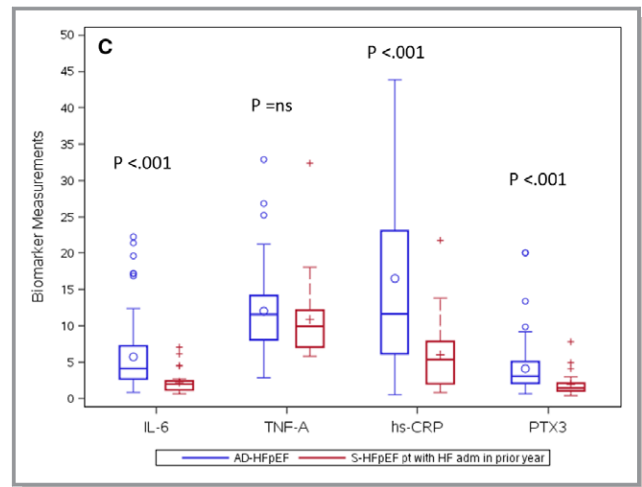 C
50
45
40
35
30
25
20
15
10
5
0
Biomarker Measurements
P <.001
P =ns
P <.001
P <.001
IL-6
TNF-A
hs-CRP
PTX3
AD-HFpEF
S-HFpEF pt with HF adm in prior year